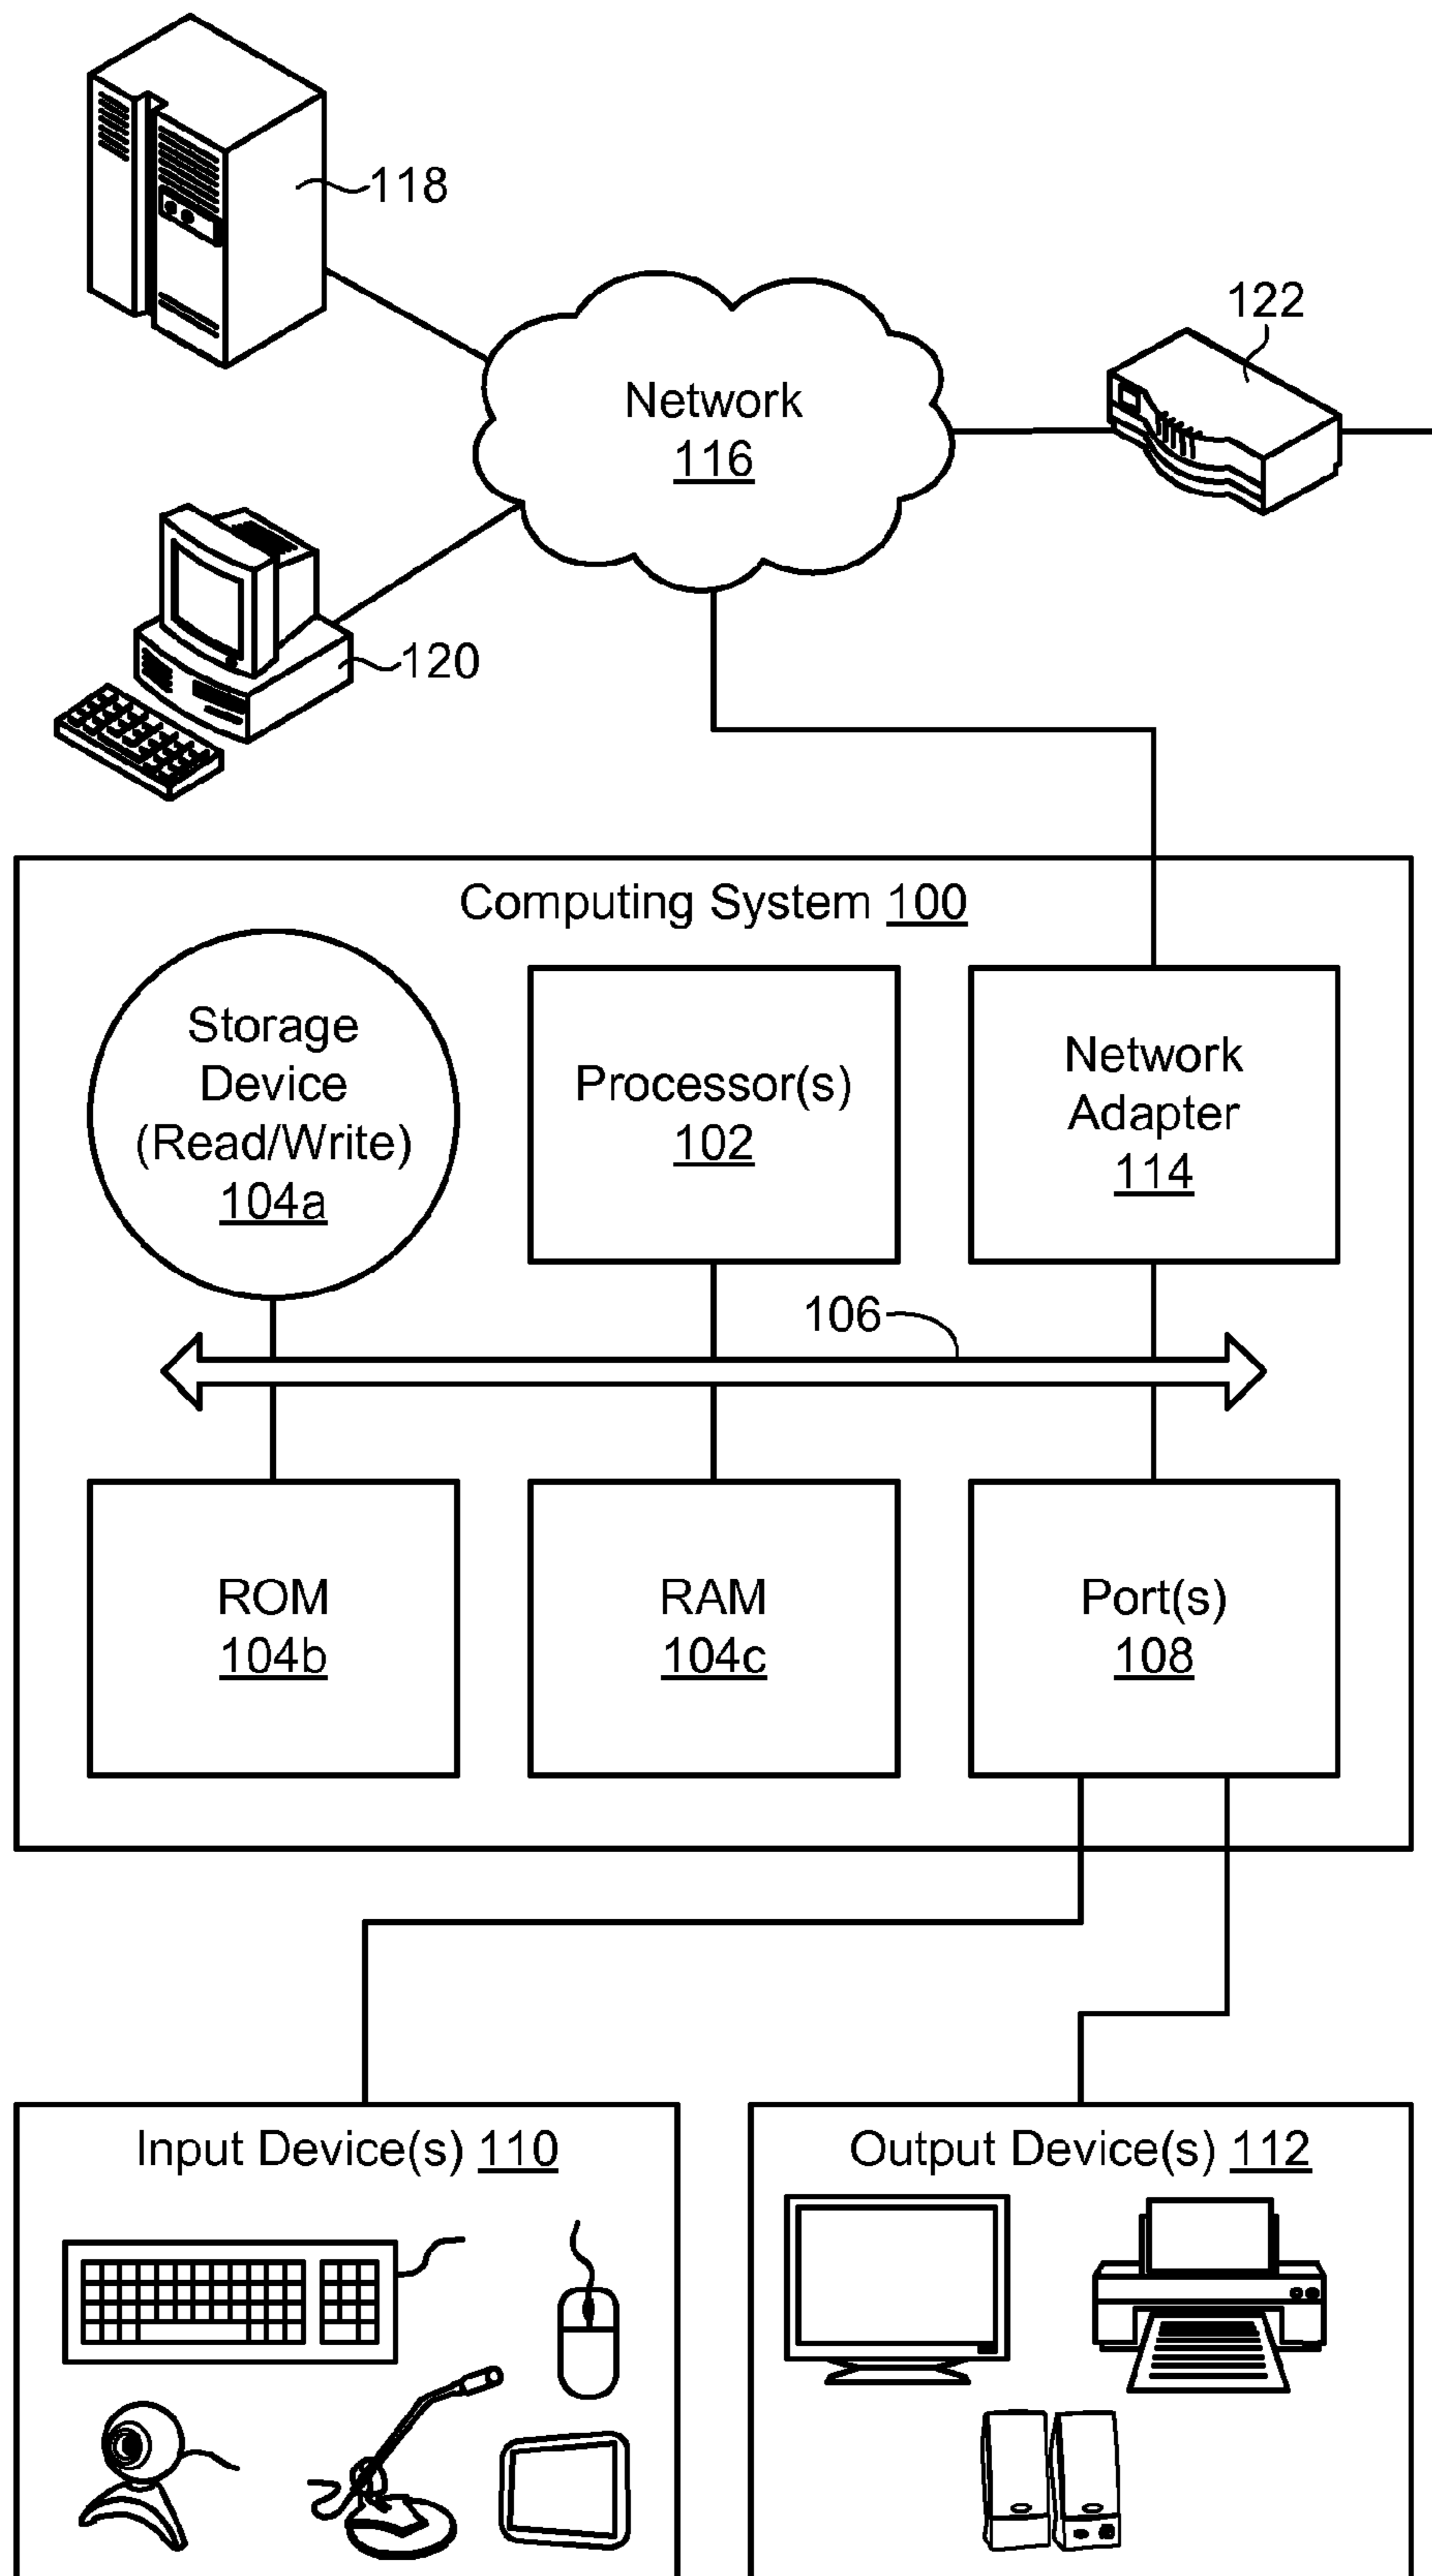 118
122
Network
116
120
Computing System 100
Storage
Device
(Read/Write)
104a
Processor(s)
102
Network
Adapter
114
106
ROM
104b
RAM
104c
Port(s)
108
Input Device(s) 110
Output Device(s) 112